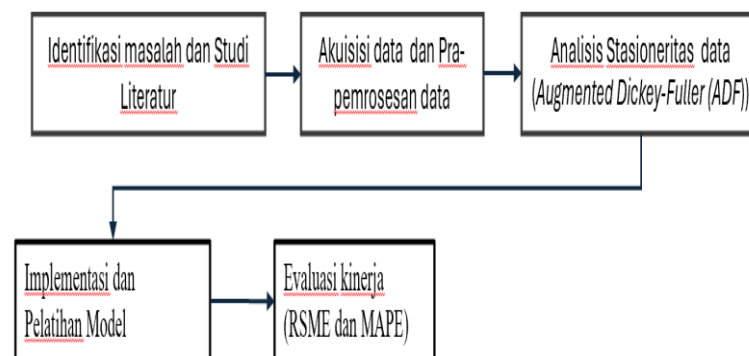 Identifikasi masalah dan Studi
Literatur
Akuisisi data dan Pra-
pemrosesan data
Analisis Stasioneritas data
(Augmented Dickey-Fuller (ADF))
Implementasi dan
Pelatihan Model
Evaluasi kinerja
(RSME dan MAPE)